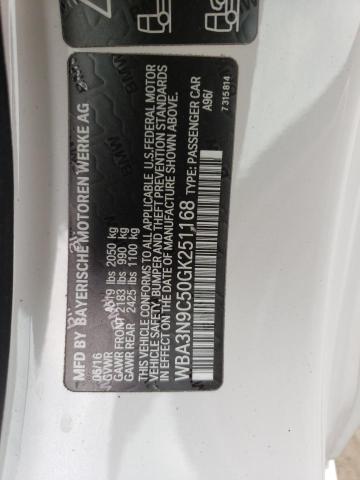 MFD BY BAYERISCHE MOTOREN WERKE AG
06/16
GVWR 4519 lbs 2050 kg
GAWR FRONT 2183 lbs 990 kg
GAWR REAR 2425 lbs 1100 kg
THIS VEHICLE CONFORMS TO ALL APPLICABLE U.S.FEDERAL MOTOR
VEHICLE SAFETY, BUMPER AND THEFT PREVENTION STANDARDS
IN EFFECT ON THE DATE OF MANUFACTURE SHOWN ABOVE.
WBA3N9C50GK251168 TYPE: PASSENGER CAR
A96/
7315814